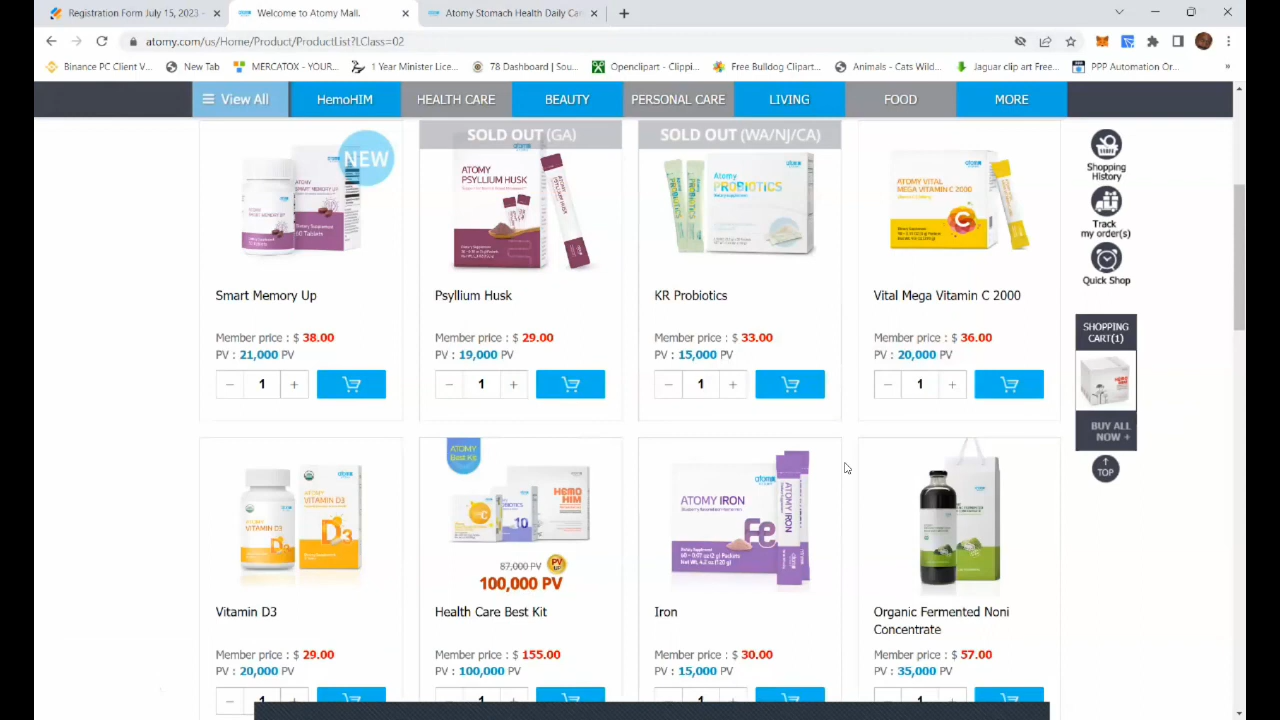 Registration Form July 15, 2023 -
Welcome to Atomy Mall.
Atomy Stomach Health Daily Car
atomy.com/us/Home/Product/ProductList?LClass=02
Binance PC Client V...
New Tab
MERCATOX - YOUR...
1 Year Minister Lice...
78 Dashboard | Sou...
Openclipart - Clippi...
Free Bulldog Clipart...
Animals - Cats Wild...
Jaguar clip art Free...
PPP Automation Or...
View All
HemoHIM
HEALTH CARE
BEAUTY
PERSONAL CARE
LIVING
FOOD
MORE
NEW
SOLD OUT (GA)
SOLD OUT (WA/NJ/CA)
ATOMY
PSYLLIUM HUSK
Atomy
PROBIOTICS
ATOMY VITAL
MEGA VITAMIN C 2000
Smart Memory Up
Psyllium Husk
KR Probiotics
Vital Mega Vitamin C 2000
Member price : $ 38.00
Member price : $ 29.00
Member price : $ 33.00
Member price : $ 36.00
PV : 21,000 PV
PV : 19,000 PV
PV : 15,000 PV
PV : 20,000 PV
− 1 +
− 1 +
− 1 +
− 1 +
Shopping
History
Track
my order(s)
Quick Shop
SHOPPING
CART(1)
BUY ALL
NOW +
TOP
ATOMY
VITAMIN D3
D3
ATOMY
Best Kit
HEMO
HIM
87,000 PV
PV UP
100,000 PV
ATOMY IRON
Fe
Vitamin D3
Health Care Best Kit
Iron
Organic Fermented Noni
Concentrate
Member price : $ 29.00
Member price : $ 155.00
Member price : $ 30.00
Member price : $ 57.00
PV : 20,000 PV
PV : 100,000 PV
PV : 15,000 PV
PV : 35,000 PV
1
1
1
1